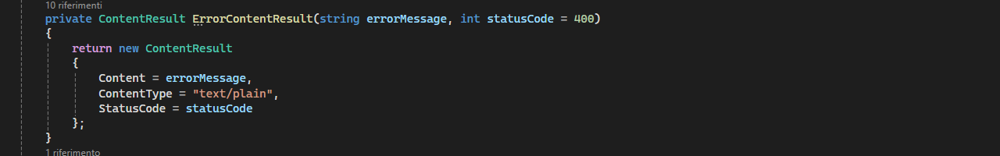 10 riferimenti
private ContentResult ErrorContentResult(string errorMessage, int statusCode = 400)
{
return new ContentResult
{
Content = errorMessage,
ContentType = "text/plain",
StatusCode = statusCode
};
}
1 riferimento